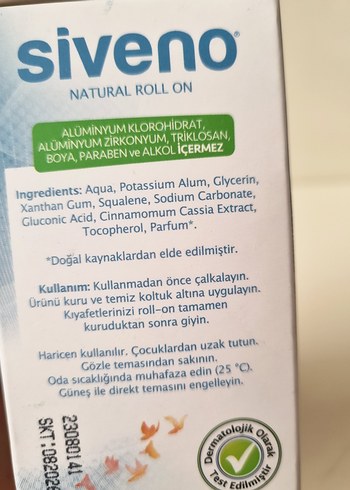 siveno®
NATURAL ROLL ON
ALÜMİNYUM KLOROHİDRAT,
ALÜMİNYUM ZİRKONYUM, TRİKLOSAN,
BOYA, PARABEN ve ALKOL İÇERMEZ
Ingredients: Aqua, Potassium Alum, Glycerin,
Xanthan Gum, Squalene, Sodium Carbonate,
Gluconic Acid, Cinnamomum Cassia Extract,
Tocopherol, Parfum*.
*Doğal kaynaklardan elde edilmiştir.
Kullanım: Kullanmadan önce çalkalayın.
Ürünü kuru ve temiz koltuk altına uygulayın.
Kıyafetlerinizi roll-on tamamen
kuruduktan sonra giyin.
Haricen kullanılır. Çocuklardan uzak tutun.
Gözle temasından sakının.
Oda sıcaklığında muhafaza edin (25 °C).
Güneş ile direkt temasını engelleyin.
23080141
SKT:082026
Dermatolojik Olarak
Test Edilmiştir